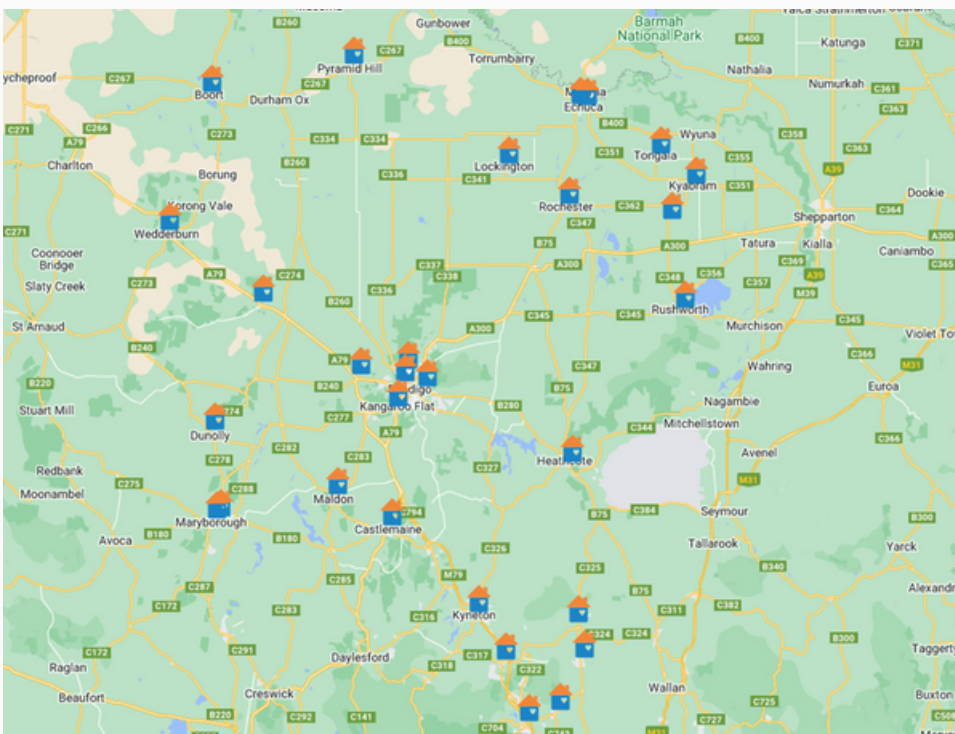 B260
Gunbower
Barmah
National Park
C371
B400
B400
Katunga
C267
Pyramid Hill
Torrumbarry
Nathalia
Numurkah
C361
C267
C267
Boort
Durham Ox
Echuca
C363
C271
C266
A79
C273
C334
C334
B400
Wyuna
C358
C363
Charlton
B260
Lockington
C351
Tongala
C355
A39
Borung
C336
C341
Kyabram
C351
Dookie
Korong Vale
Rochester
C362
C364
Wedderburn
C347
Shepparton
C271
B75
A300
Tatura
Kialla
A300
Coonooer
Bridge
C337
A300
C369
Caniambo
C365
Slaty Creek
C273
A79
C274
C338
C348
C356
C357
A39
C336
M39
B260
Rushworth
St Arnaud
A300
C345
C345
Murchison
C345
B240
A79
C366
M31
B220
B240
C347
Wahring
Euroa
B75
Stuart Mill
Kangaroo Flat
B280
Nagambie
Dunolly
C277
A79
C344
Mitchellstown
C366
C282
Redbank
C278
C283
C327
Heathcote
Avenel
Moonambel
C275
C288
Maldon
M31
Maryborough
Castlemaine
B75
C384
Seymour
B300
Avoca
B180
B180
C326
Tallarook
Yarck
C287
C285
M79
C325
B340
B75
C172
C283
C316
Kyneton
C311
C382
C324
B300
C172
C291
Daylesford
C317
C324
Raglan
C318
C322
Wallan
Beaufort
Creswick
C725
Buxton
B220
C292
C141
C704
M31
C727